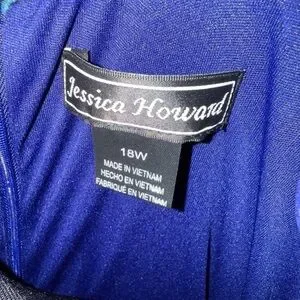 Jessica Howard
18W
MADE IN VIETNAM
HECHO EN VIETNAM
FABRIQUÉ EN VIETNAM